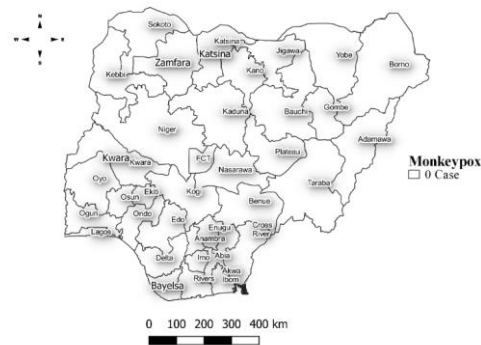 N
W
E
S
Sokoto
Katsina
Katsina
Jigawa
Yobe
Borno
Zamfara
Kebbi
Kano
Kaduna
Bauchi
Gombe
Adamawa
Niger
Plateau
Kwara
Kwara
FCT
Nasarawa
Taraba
Oyo
Ekiti
Kogi
Osun
Benue
Ogun
Ondo
Edo
Lagos
Enugu
Anambra
Cross
River
Delta
Imo
Abia
Akwa
Ibom
Rivers
Bayelsa
Monkeypox
0 Case
0 100 200 300 400 km